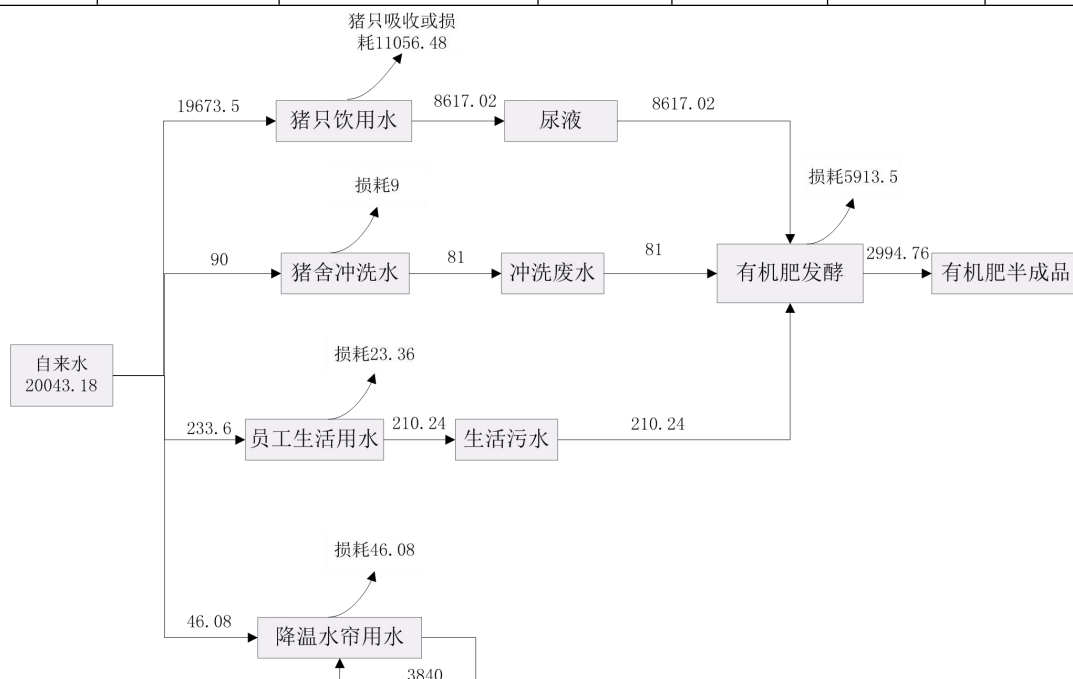 猪只吸收或损
耗11056.48
19673.5
猪只饮用水
8617.02
尿液
8617.02
损耗9
损耗5913.5
90
猪舍冲洗水
81
冲洗废水
81
有机肥发酵
2994.76
有机肥半成品
自来水
20043.18
损耗23.36
233.6
员工生活用水
210.24
生活污水
210.24
损耗46.08
46.08
降温水帘用水
3840